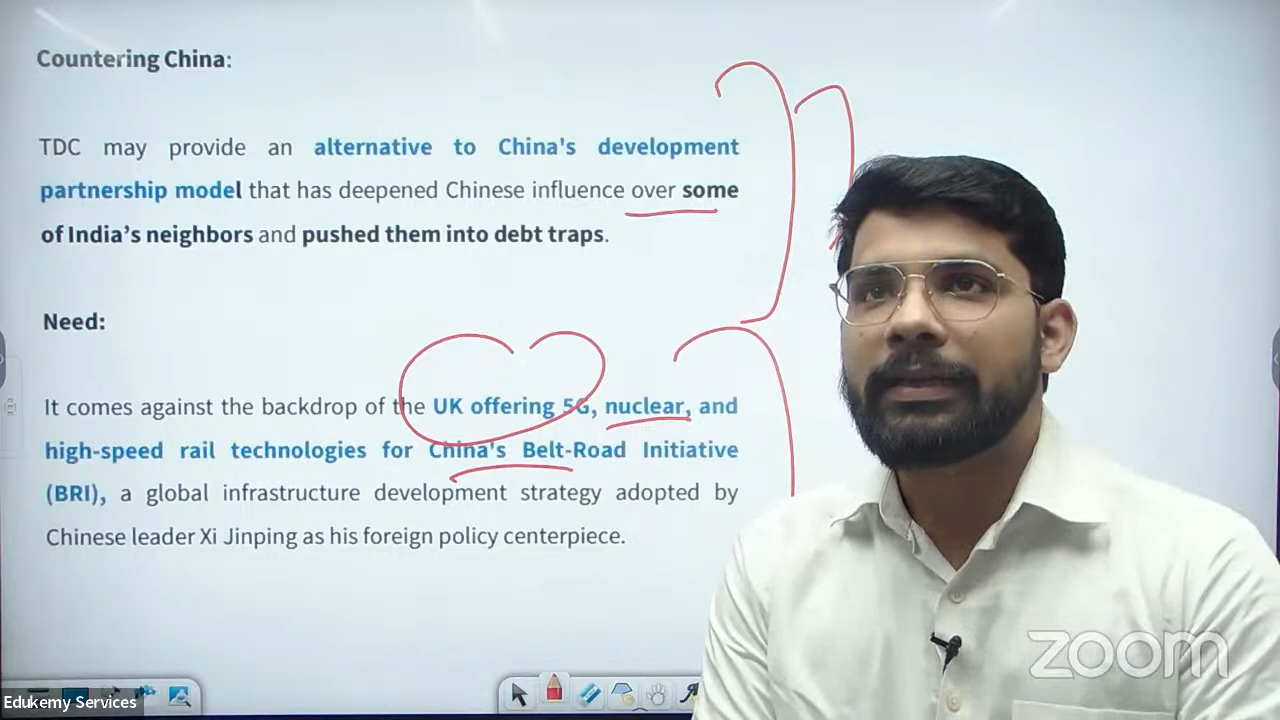 Countering China:
TDC may provide an alternative to China's development
partnership model that has deepened Chinese influence over some
of India’s neighbors and pushed them into debt traps.
Need:
It comes against the backdrop of the UK offering 5G, nuclear, and
high-speed rail technologies for China's Belt-Road Initiative
(BRI), a global infrastructure development strategy adopted by
Chinese leader Xi Jinping as his foreign policy centerpiece.
zoom
Edukemy Services